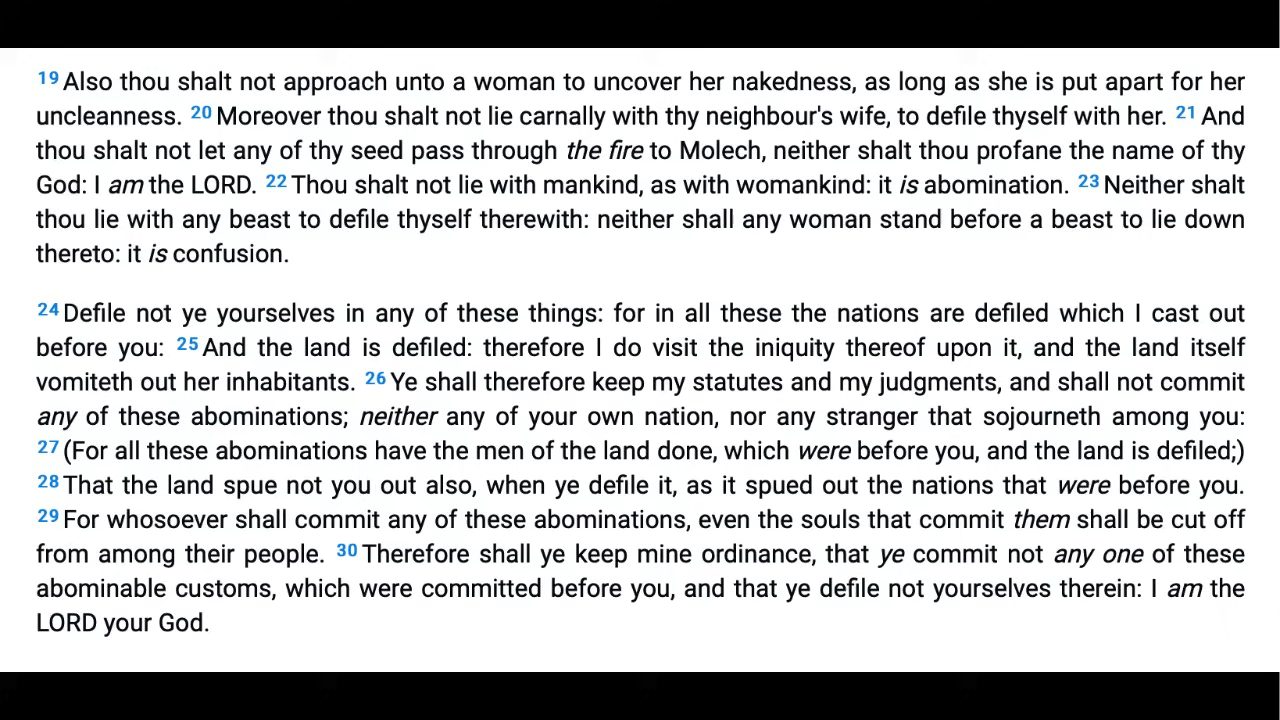 19 Also thou shalt not approach unto a woman to uncover her nakedness, as long as she is put apart for her
uncleanness. 20 Moreover thou shalt not lie carnally with thy neighbour's wife, to defile thyself with her. 21 And
thou shalt not let any of thy seed pass through the fire to Molech, neither shalt thou profane the name of thy
God: I am the LORD. 22 Thou shalt not lie with mankind, as with womankind: it is abomination. 23 Neither shalt
thou lie with any beast to defile thyself therewith: neither shall any woman stand before a beast to lie down
thereto: it is confusion.
24 Defile not ye yourselves in any of these things: for in all these the nations are defiled which I cast out
before you: 25 And the land is defiled: therefore I do visit the iniquity thereof upon it, and the land itself
vomiteth out her inhabitants. 26 Ye shall therefore keep my statutes and my judgments, and shall not commit
any of these abominations; neither any of your own nation, nor any stranger that sojourneth among you:
27 (For all these abominations have the men of the land done, which were before you, and the land is defiled;)
28 That the land spue not you out also, when ye defile it, as it spued out the nations that were before you.
29 For whosoever shall commit any of these abominations, even the souls that commit them shall be cut off
from among their people. 30 Therefore shall ye keep mine ordinance, that ye commit not any one of these
abominable customs, which were committed before you, and that ye defile not yourselves therein: I am the
LORD your God.